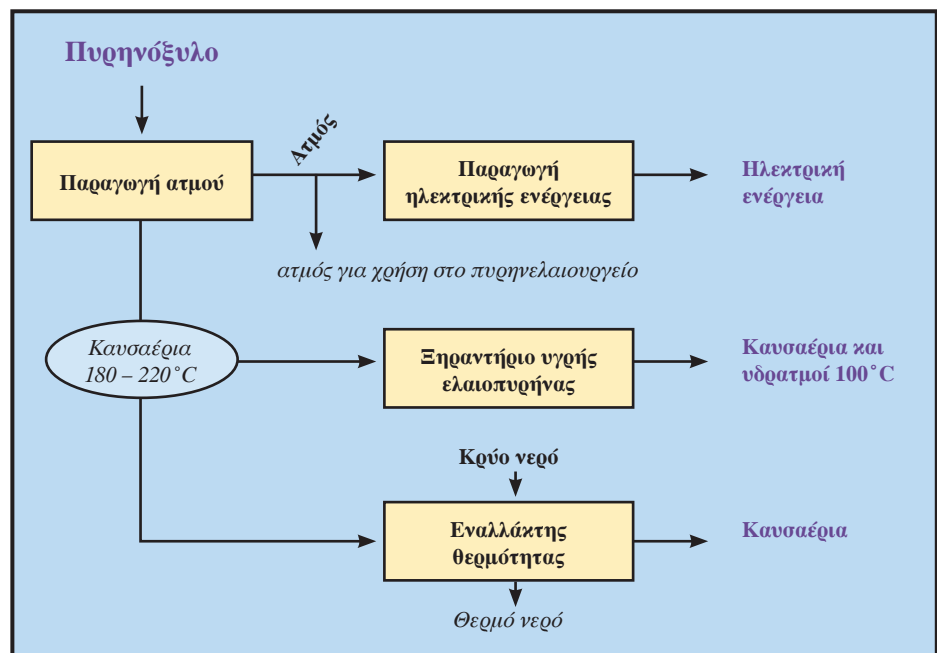 Πυρηνόξυλο
Παραγωγή ατμού
Ατμός
Παραγωγή
ηλεκτρικής ενέργειας
Ηλεκτρική
ενέργεια
ατμός για χρήση στο πυρηνελαιουργείο
Καυσαέρια
180 – 220˚C
Ξηραντήριο υγρής
ελαιοπυρήνας
Καυσαέρια και
υδρατμοί 100˚C
Κρύο νερό
Εναλλάκτης
θερμότητας
Καυσαέρια
Θερμό νερό